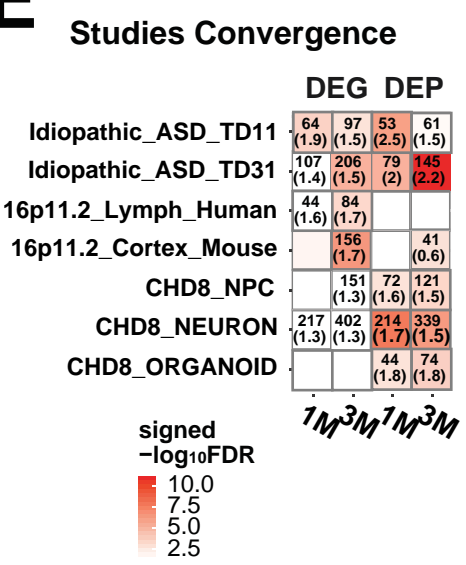 E
Studies Convergence
DEG DEP
Idiopathic_ASD_TD11 64 (1.9) 97 (1.5) 53 (2.5) 61 (1.5)
Idiopathic_ASD_TD31 107 (1.4) 206 (1.5) 79 (2) 145 (2.2)
16p11.2_Lymph_Human 44 (1.6) 84 (1.7)
16p11.2_Cortex_Mouse 156 (1.7) 41 (0.6)
CHD8_NPC 151 (1.3) 72 (1.6) 121 (1.5)
CHD8_NEURON 217 (1.3) 402 (1.3) 214 (1.7) 339 (1.5)
CHD8_ORGANOID 44 (1.8) 74 (1.8)
1M 3M 1M 3M
signed
−log10FDR
10.0
7.5
5.0
2.5